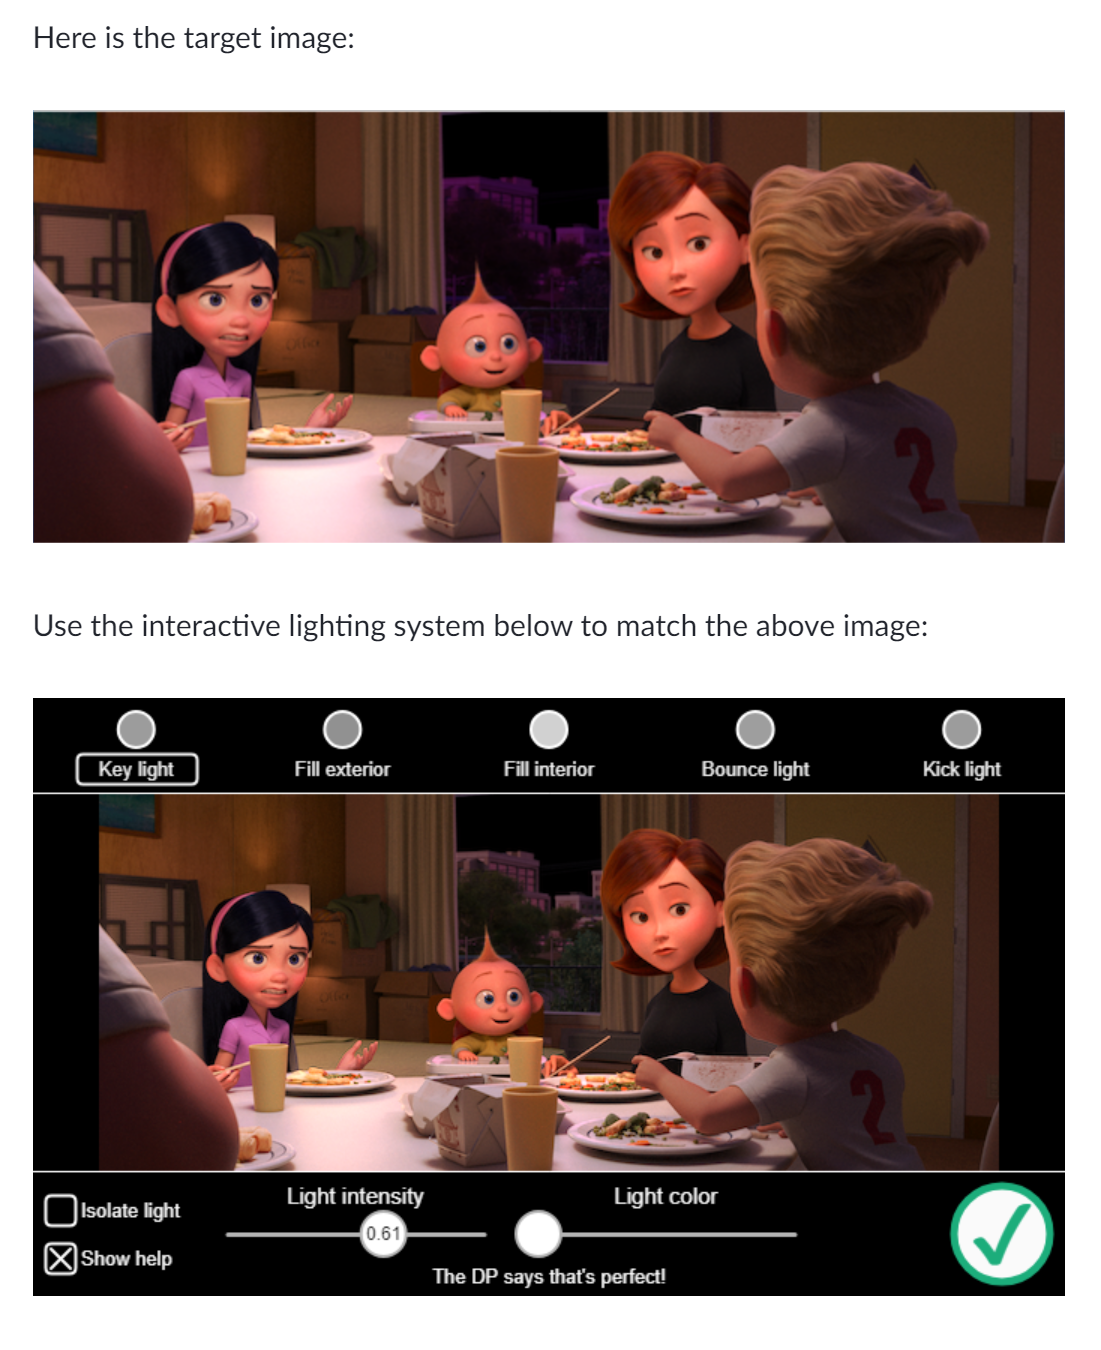 Here is the target image:
2
Use the interactive lighting system below to match the above image:
Key light Fill exterior Fill interior Bounce light Kick light
2
Light intensity Light color
Isolate light
0.61
Show help
The DP says that's perfect!